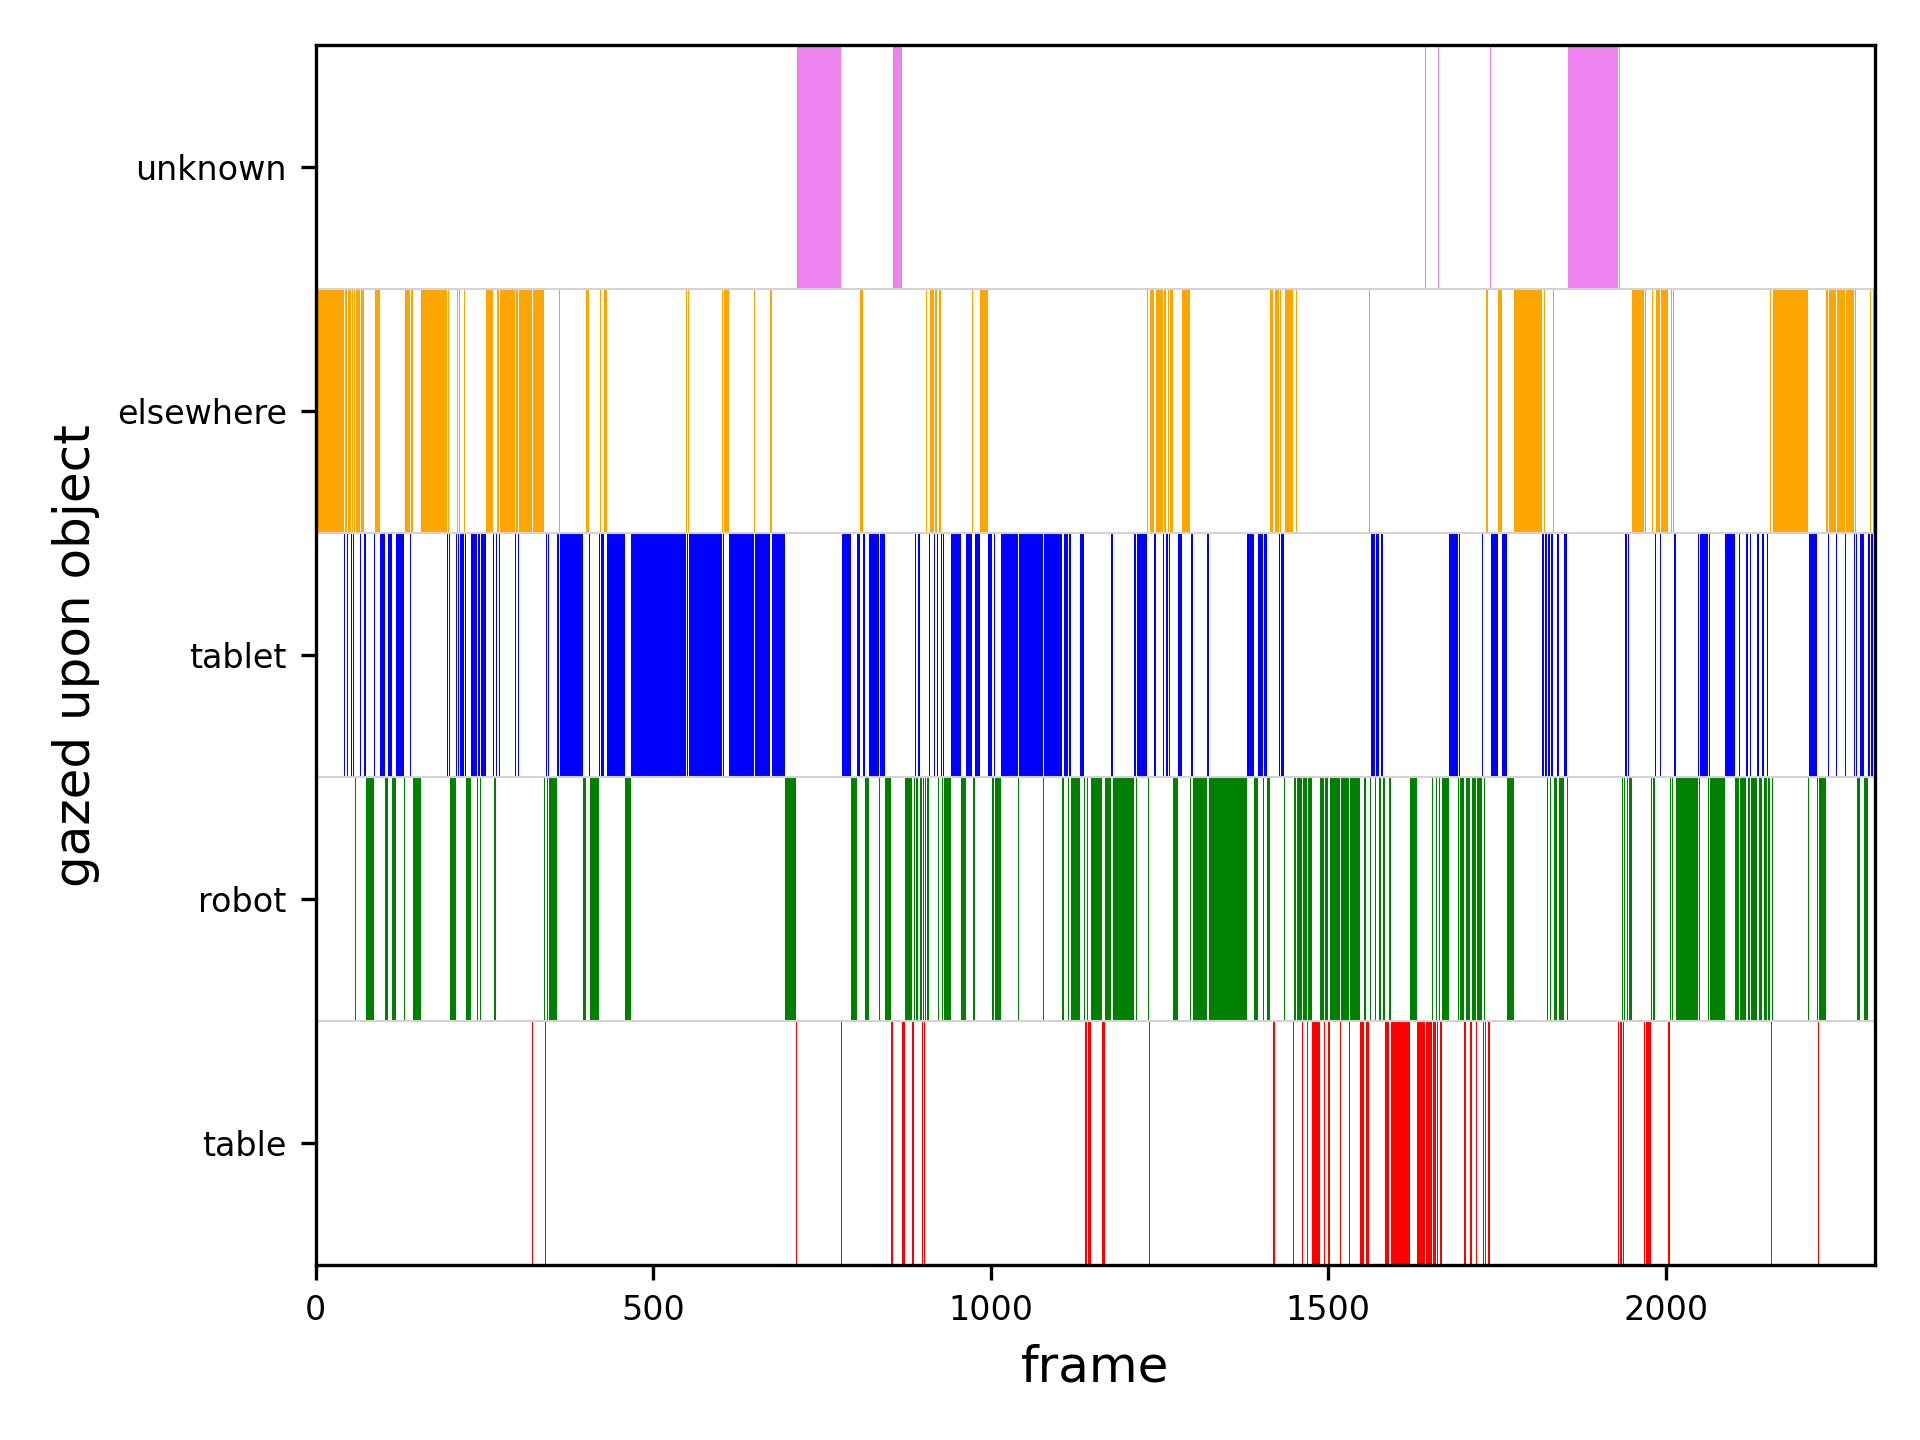 unknown
elsewhere
tablet
robot
table
gazed upon object
0 500 1000 1500 2000
frame